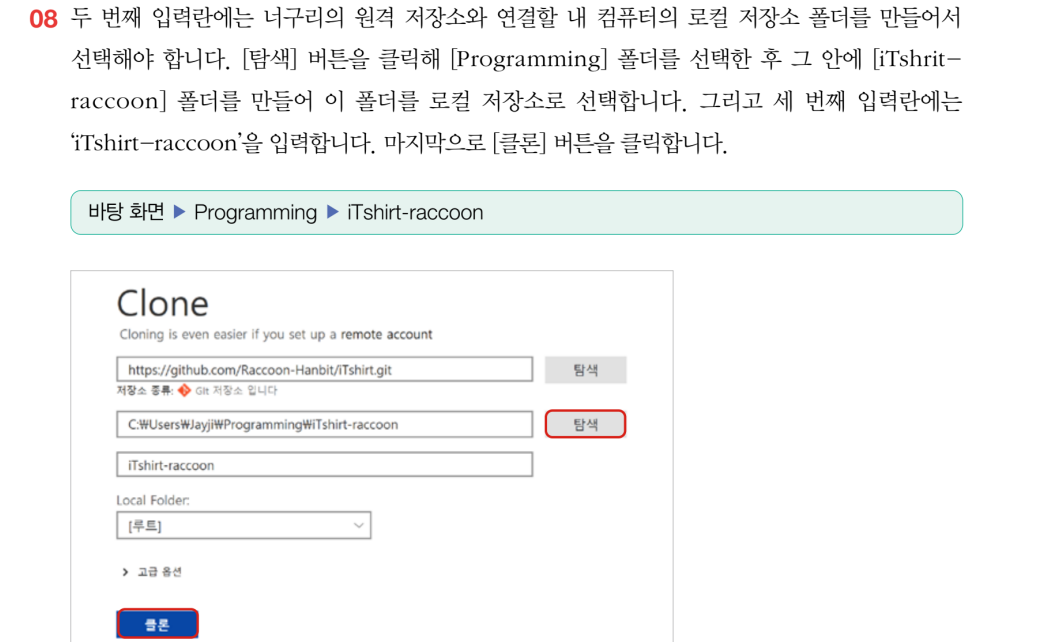 08 두 번째 입력란에는 너구리의 원격 저장소와 연결할 내 컴퓨터의 로컬 저장소 폴더를 만들어서
선택해야 합니다. [탐색] 버튼을 클릭해 [Programming] 폴더를 선택한 후 그 안에 [iTshrit-
raccoon] 폴더를 만들어 이 폴더를 로컬 저장소로 선택합니다. 그리고 세 번째 입력란에는
‘iTshirt-raccoon’을 입력합니다. 마지막으로 [클론] 버튼을 클릭합니다.
바탕 화면 ▶ Programming ▶ iTshirt-raccoon
Clone
Cloning is even easier if you set up a remote account
https://github.com/Raccoon-Hanbit/iTshirt.git 탐색
저장소 종류: Git 저장소 입니다
C:₩Users₩Jayji₩Programming₩iTshirt-raccoon 탐색
iTshirt-raccoon
Local Folder:
[루트]
> 고급 옵션
클론